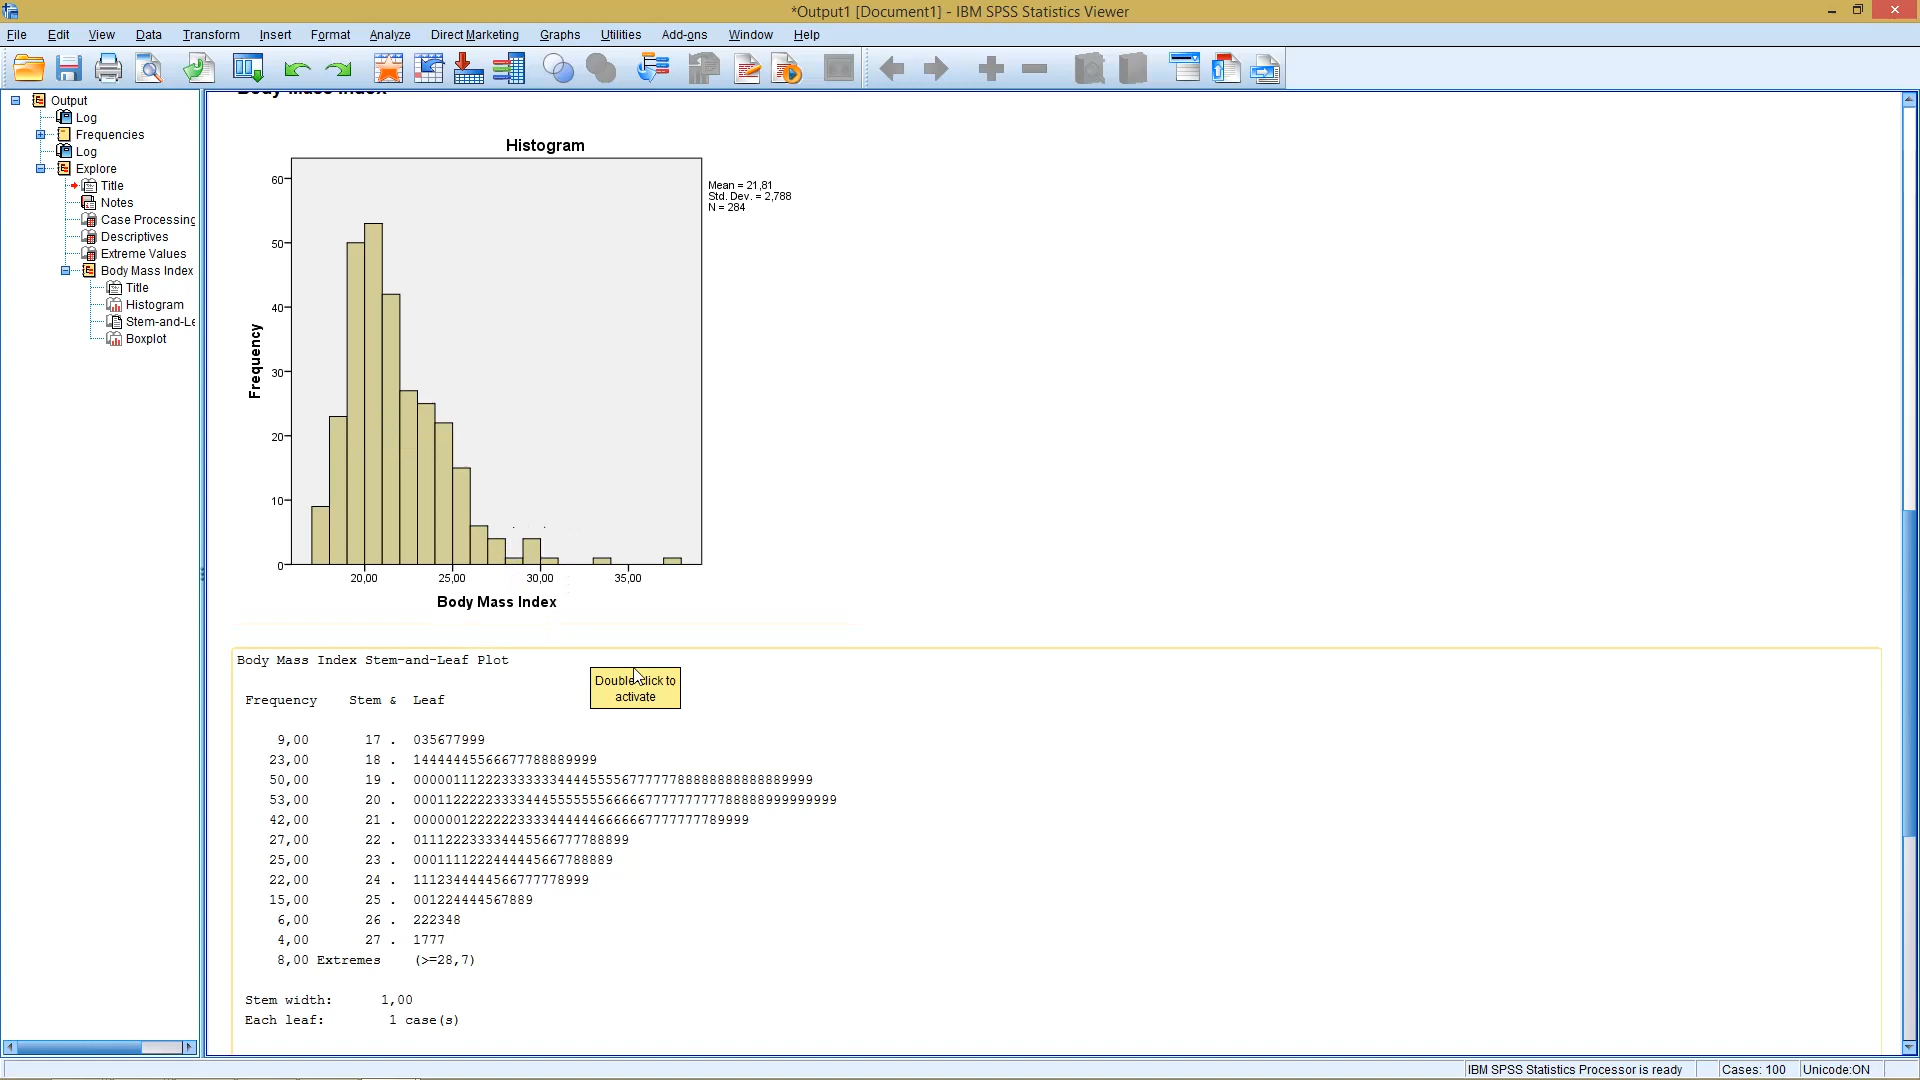 *Output1 [Document1] - IBM SPSS Statistics Viewer
File Edit View Data Transform Insert Format Analyze Direct Marketing Graphs Utilities Add-ons Window Help
Output
Log
Frequencies
Log
Explore
Title
Notes
Case Processing
Descriptives
Extreme Values
Body Mass Index
Title
Histogram
Stem-and-Le
Boxplot
Body Mass Index
Histogram
Mean = 21,81
Std. Dev. = 2,788
N = 284
60
50
40
30
20
10
0
Frequency
20,00 25,00 30,00 35,00
Body Mass Index
Body Mass Index Stem-and-Leaf Plot
Double click to
activate
Frequency Stem & Leaf
9,00 17 . 035677999
23,00 18 . 14444445566677788889999
50,00 19 . 00000111222333333344445555677777788888888888889999
53,00 20 . 00011222223333444555555566666777777777788888999999999
42,00 21 . 000000122222233334444446666667777777789999
27,00 22 . 011122233334445566777788899
25,00 23 . 0001111222444445667788889
22,00 24 . 1112344444566777778999
15,00 25 . 001224444567889
6,00 26 . 222348
4,00 27 . 1777
8,00 Extremes (>=28,7)
Stem width: 1,00
Each leaf: 1 case(s)
IBM SPSS Statistics Processor is ready Cases: 100 Unicode:ON